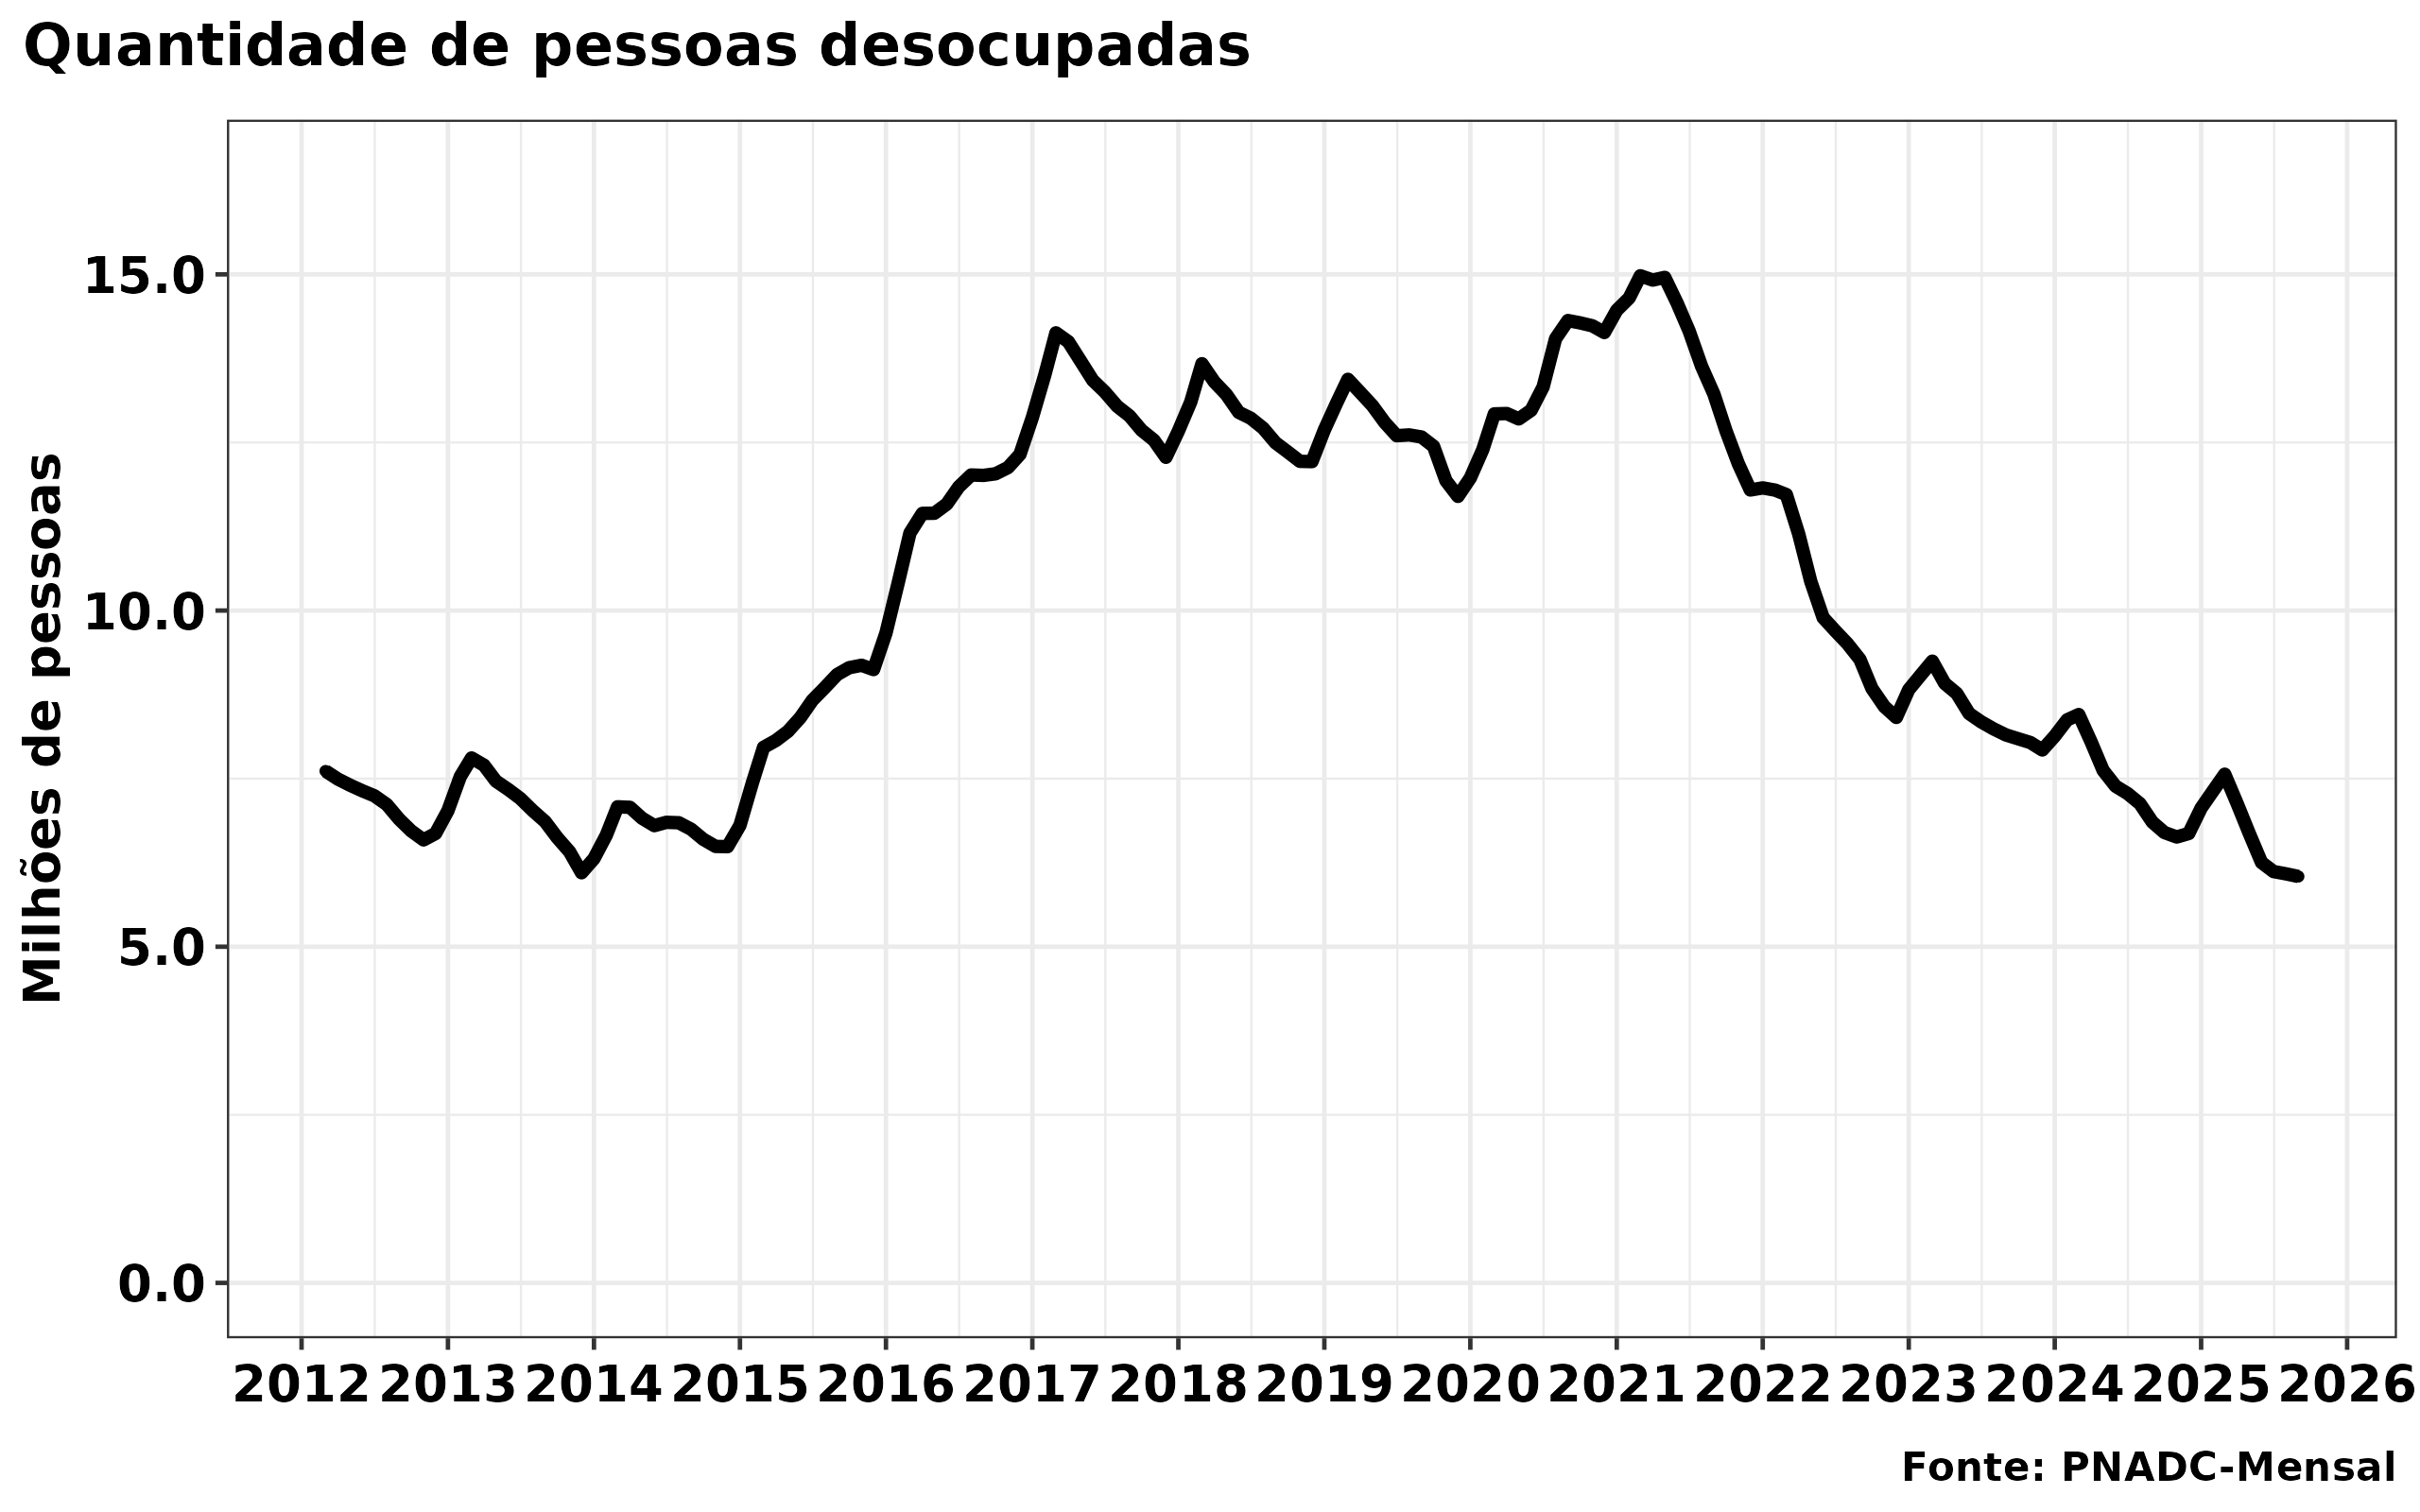 Quantidade de pessoas desocupadas
Milhões de pessoas
15.0
10.0
5.0
0.0
2012 2013 2014 2015 2016 2017 2018 2019 2020 2021 2022 2023 2024 2025 2026
Fonte: PNADC-Mensal